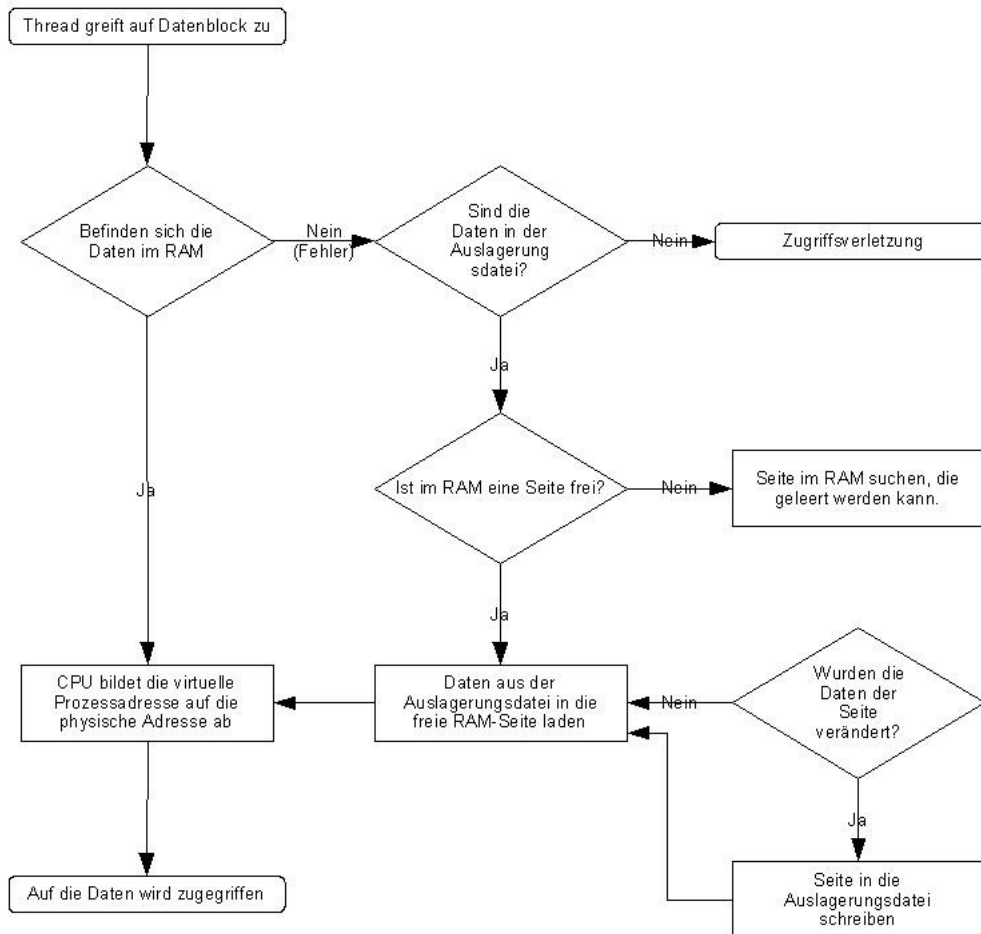 Thread greift auf Datenblock zu
Befinden sich die
Daten im RAM
Nein
(Fehler)
Sind die
Daten in der
Auslagerung
sdatei?
Nein
Zugriffsverletzung
Ja
Ja
Ist im RAM eine Seite frei?
Nein
Seite im RAM suchen, die
geleert werden kann.
Ja
CPU bildet die virtuelle
Prozessadresse auf die
physische Adresse ab
Daten aus der
Auslagerungsdatei in die
freie RAM-Seite laden
Nein
Wurden die
Daten der
Seite
verändert?
Ja
Auf die Daten wird zugegriffen
Seite in die
Auslagerungsdatei
schreiben